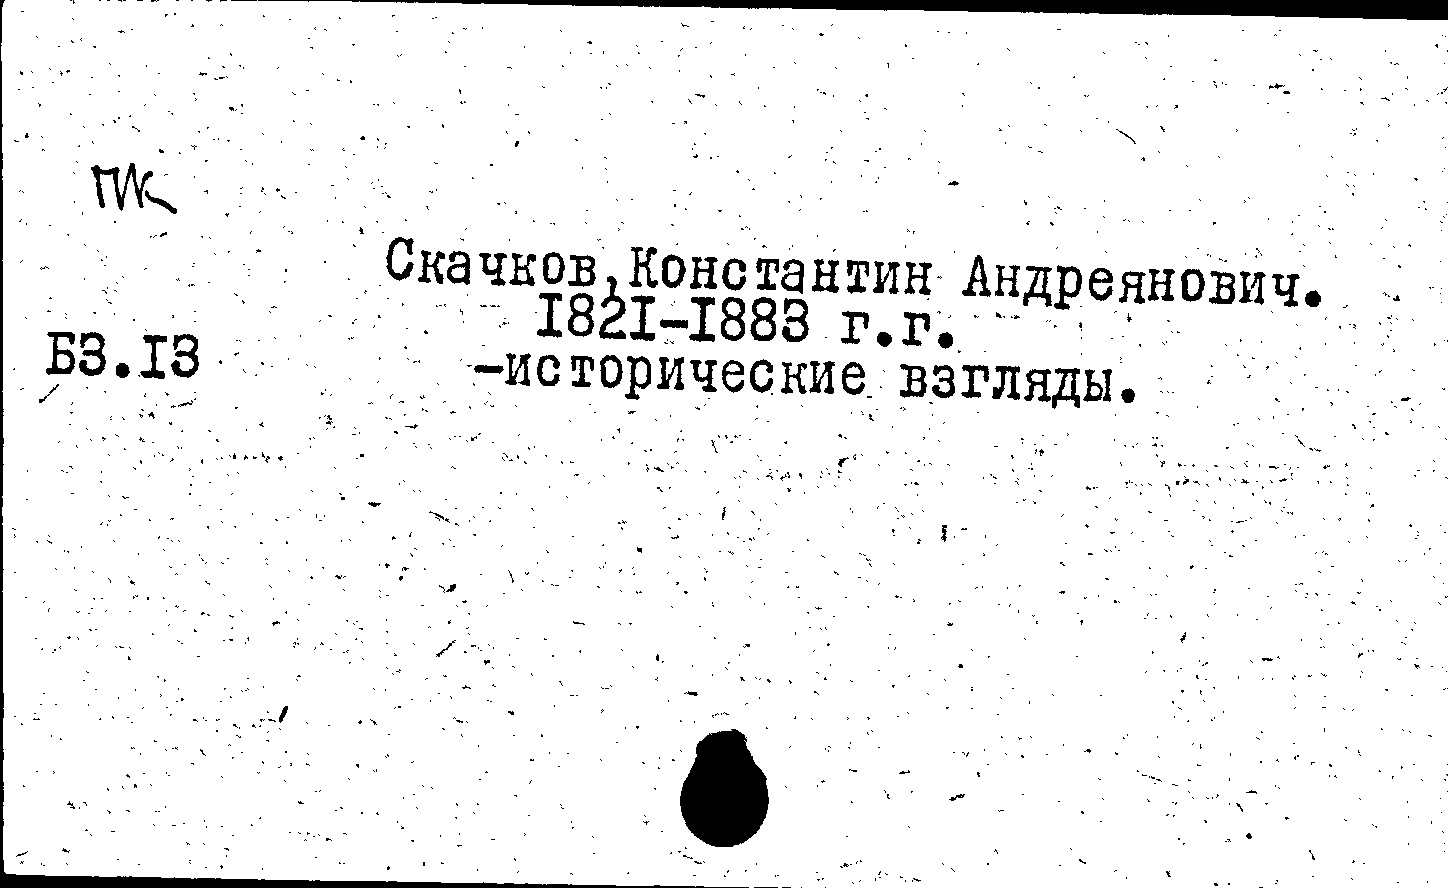 ПК
Скачков, Константин Андреянович.
I82I-I883 г.г.
Б3.I3
-исторические взгляды.